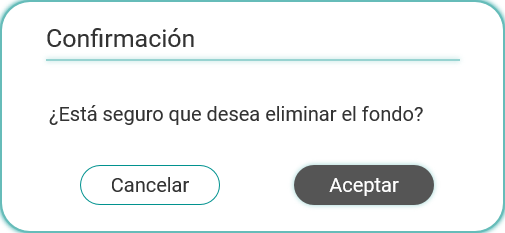 Confirmación
¿Está seguro que desea eliminar el fondo?
Cancelar
Aceptar